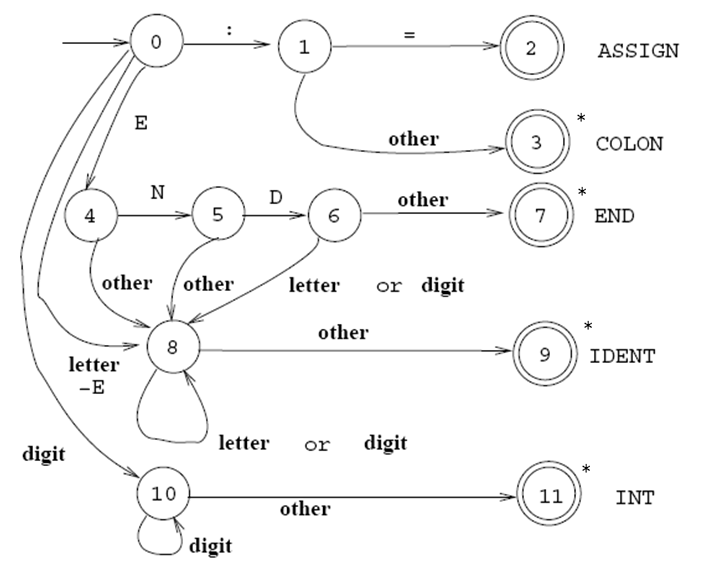 0 : 1 = 2 ASSIGN
E
other 3 * COLON
4 N 5 D 6 other 7 * END
other other letter or digit
8 other 9 * IDENT
letter
-E
letter or digit
digit
10 other 11 * INT
digit